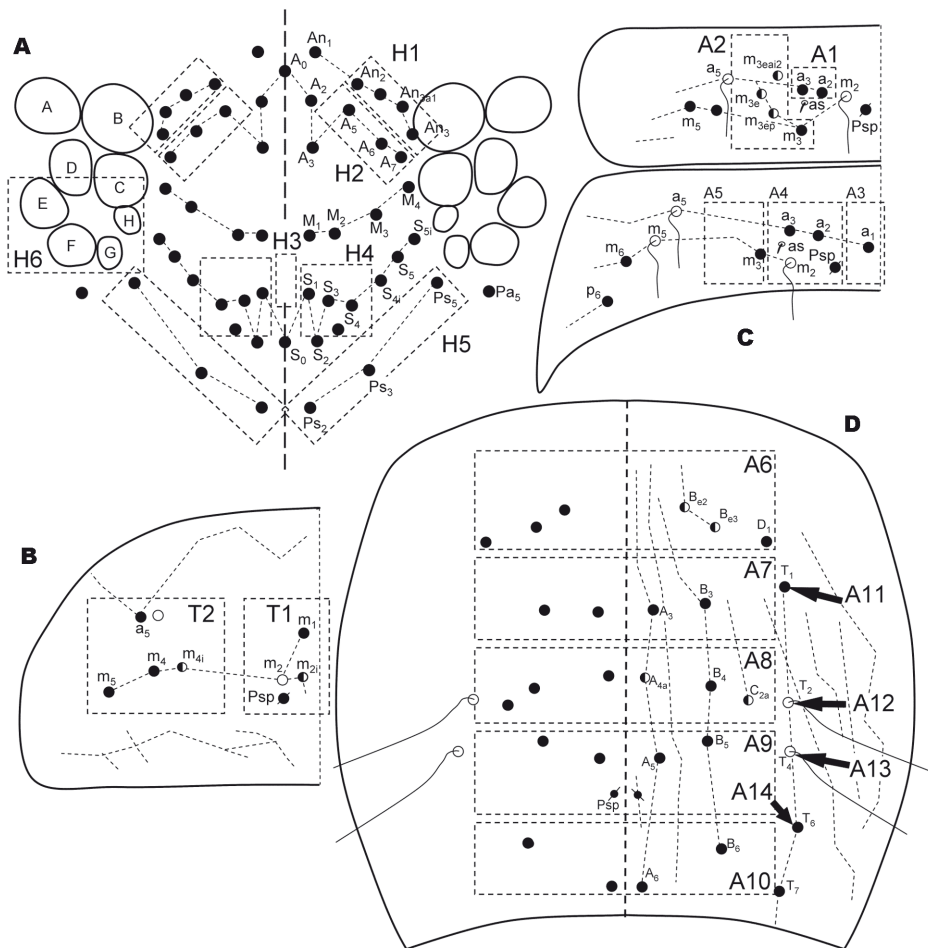 A
An1
A0
H1
A2
An2
An3a1
A5
An3
A6
A7
A3
H2
M4
A
B
D
C
E
H
F
G
H6
M1
M2
M3
S5i
H3
H4
S5
S1
S3
S4i
S4
Ps5
Pa5
S0
S2
H5
Ps3
Ps2
A2
A1
m3eai2
a5
a3
a2
m2
m3e
as
m5
m3ep
m3
Psp
a5
A5
A4
A3
a3
a2
a1
m5
as
m6
m3
m2
Psp
p6
C
B
T2
T1
a5
m1
m4
m4i
m2
m2i
m5
Psp
D
A6
Be2
Be3
D1
A7
T1
A11
A3
B3
A8
A4a
B4
C2a
T2
A12
A9
B5
A5
T4
A13
A14
Psp
T6
B6
A6
A10
T7